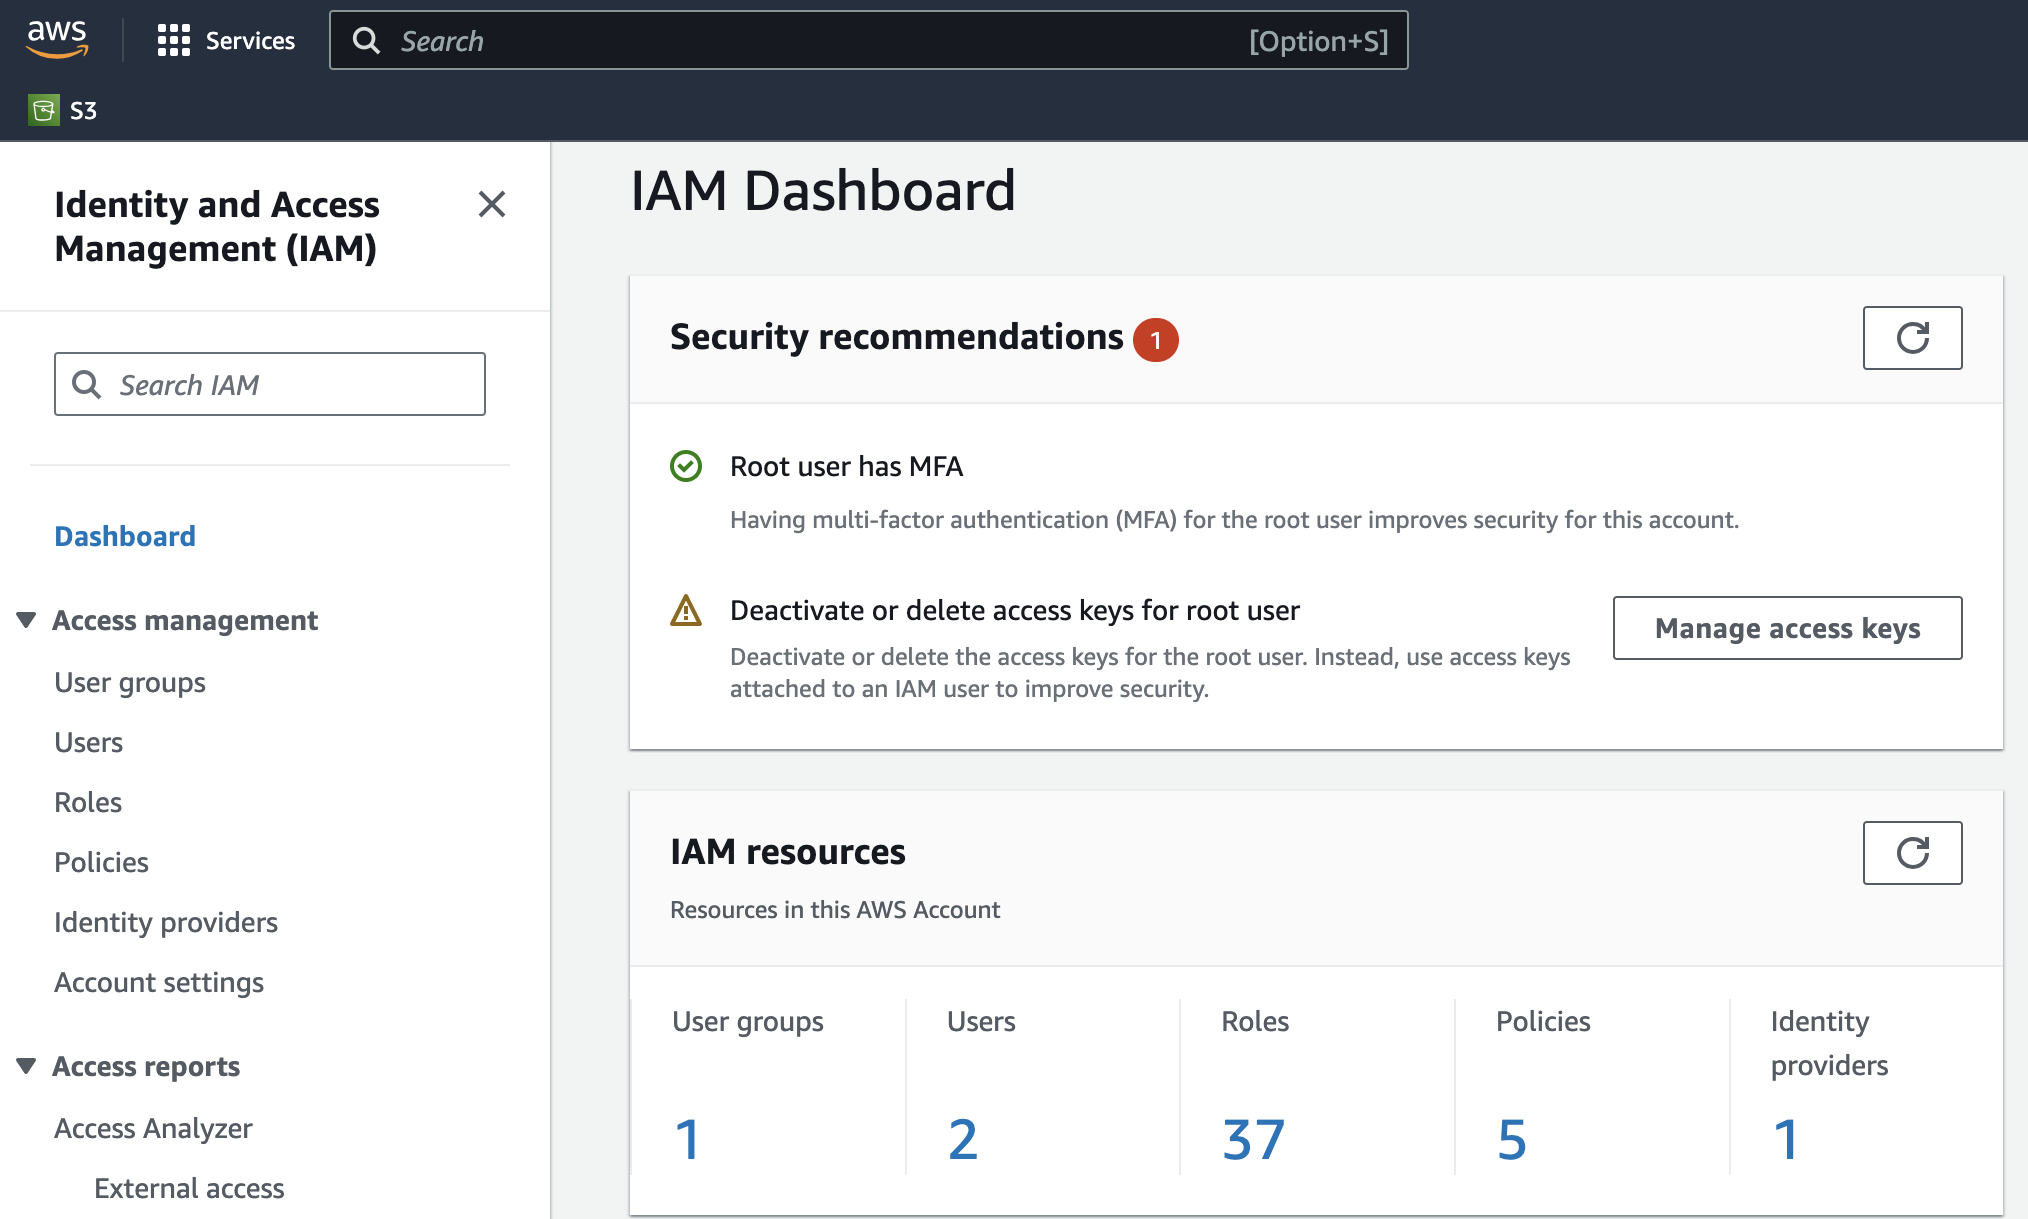 aws
Services
Search
[Option+S]
S3
Identity and Access
Management (IAM)
Search IAM
Dashboard
Access management
User groups
Users
Roles
Policies
Identity providers
Account settings
Access reports
Access Analyzer
External access
IAM Dashboard
Security recommendations 1
Root user has MFA
Having multi-factor authentication (MFA) for the root user improves security for this account.
Deactivate or delete access keys for root user
Deactivate or delete the access keys for the root user. Instead, use access keys
attached to an IAM user to improve security.
Manage access keys
IAM resources
Resources in this AWS Account
User groups
1
Users
2
Roles
37
Policies
5
Identity
providers
1